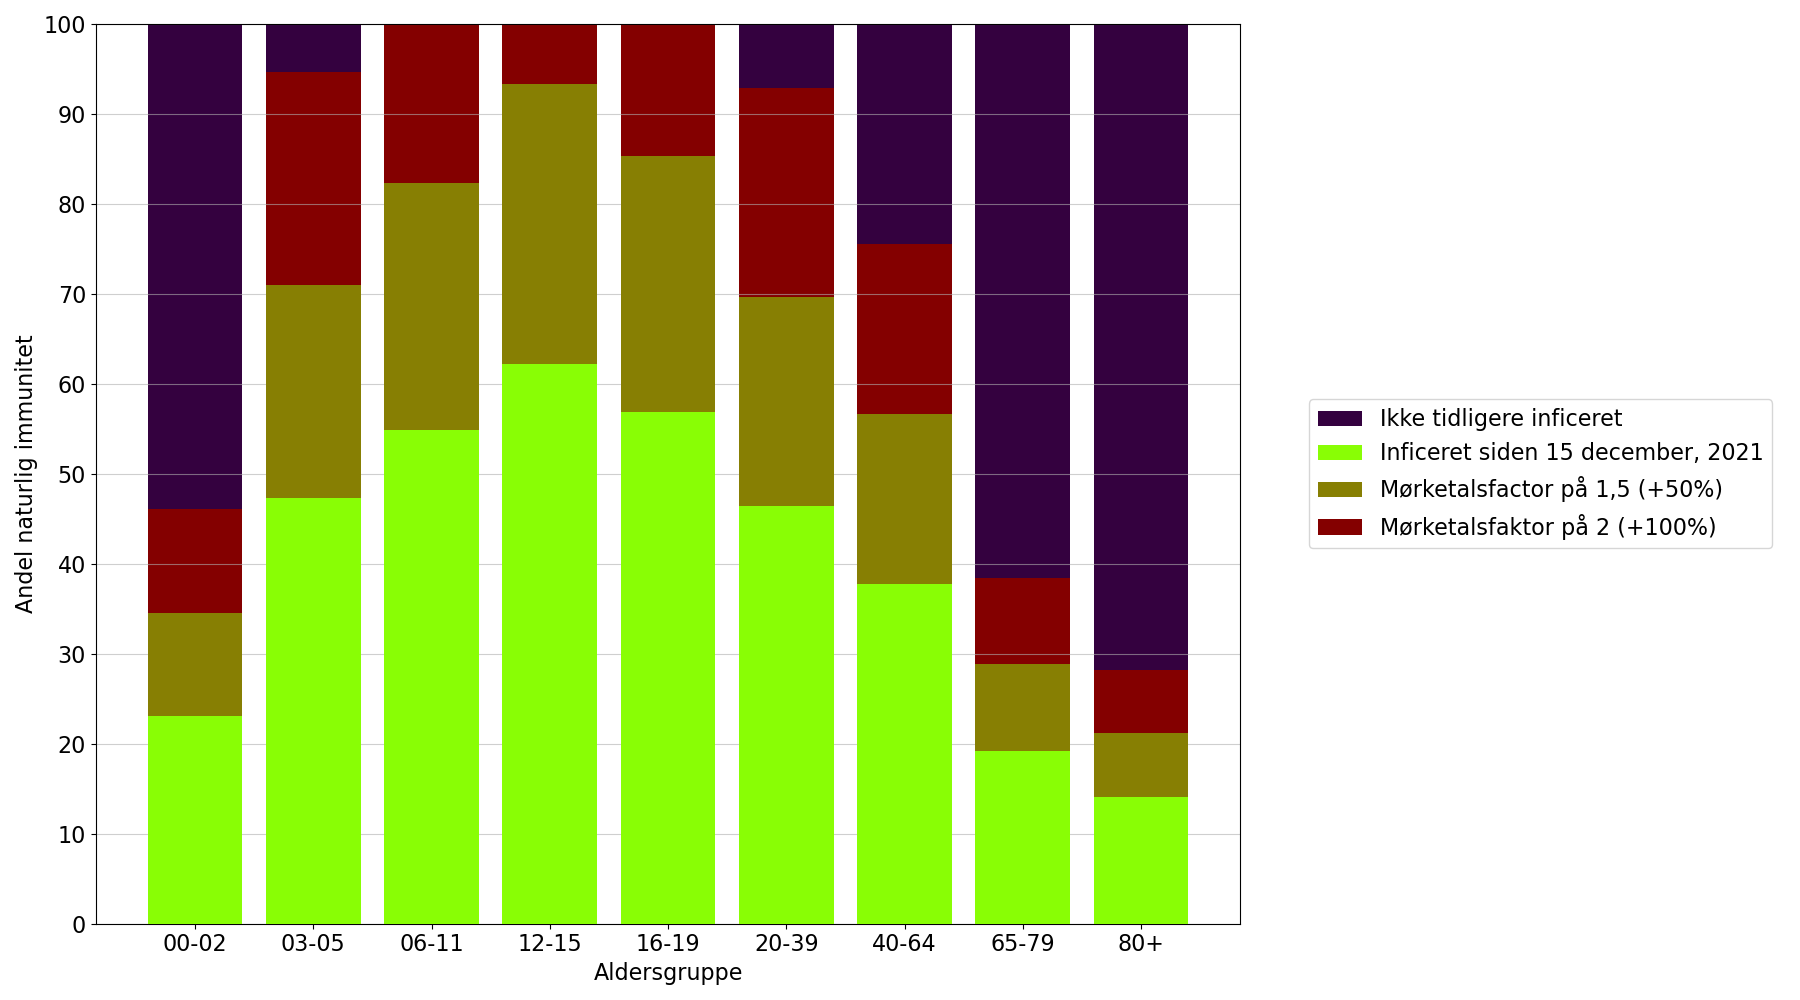 100
90
80
70
60
50
40
30
20
10
0
Andel naturlig immunitet
00-02 03-05 06-11 12-15 16-19 20-39 40-64 65-79 80+
Aldersgruppe
Ikke tidligere inficeret
Inficeret siden 15 december, 2021
Mørketalsfactor på 1,5 (+50%)
Mørketalsfaktor på 2 (+100%)